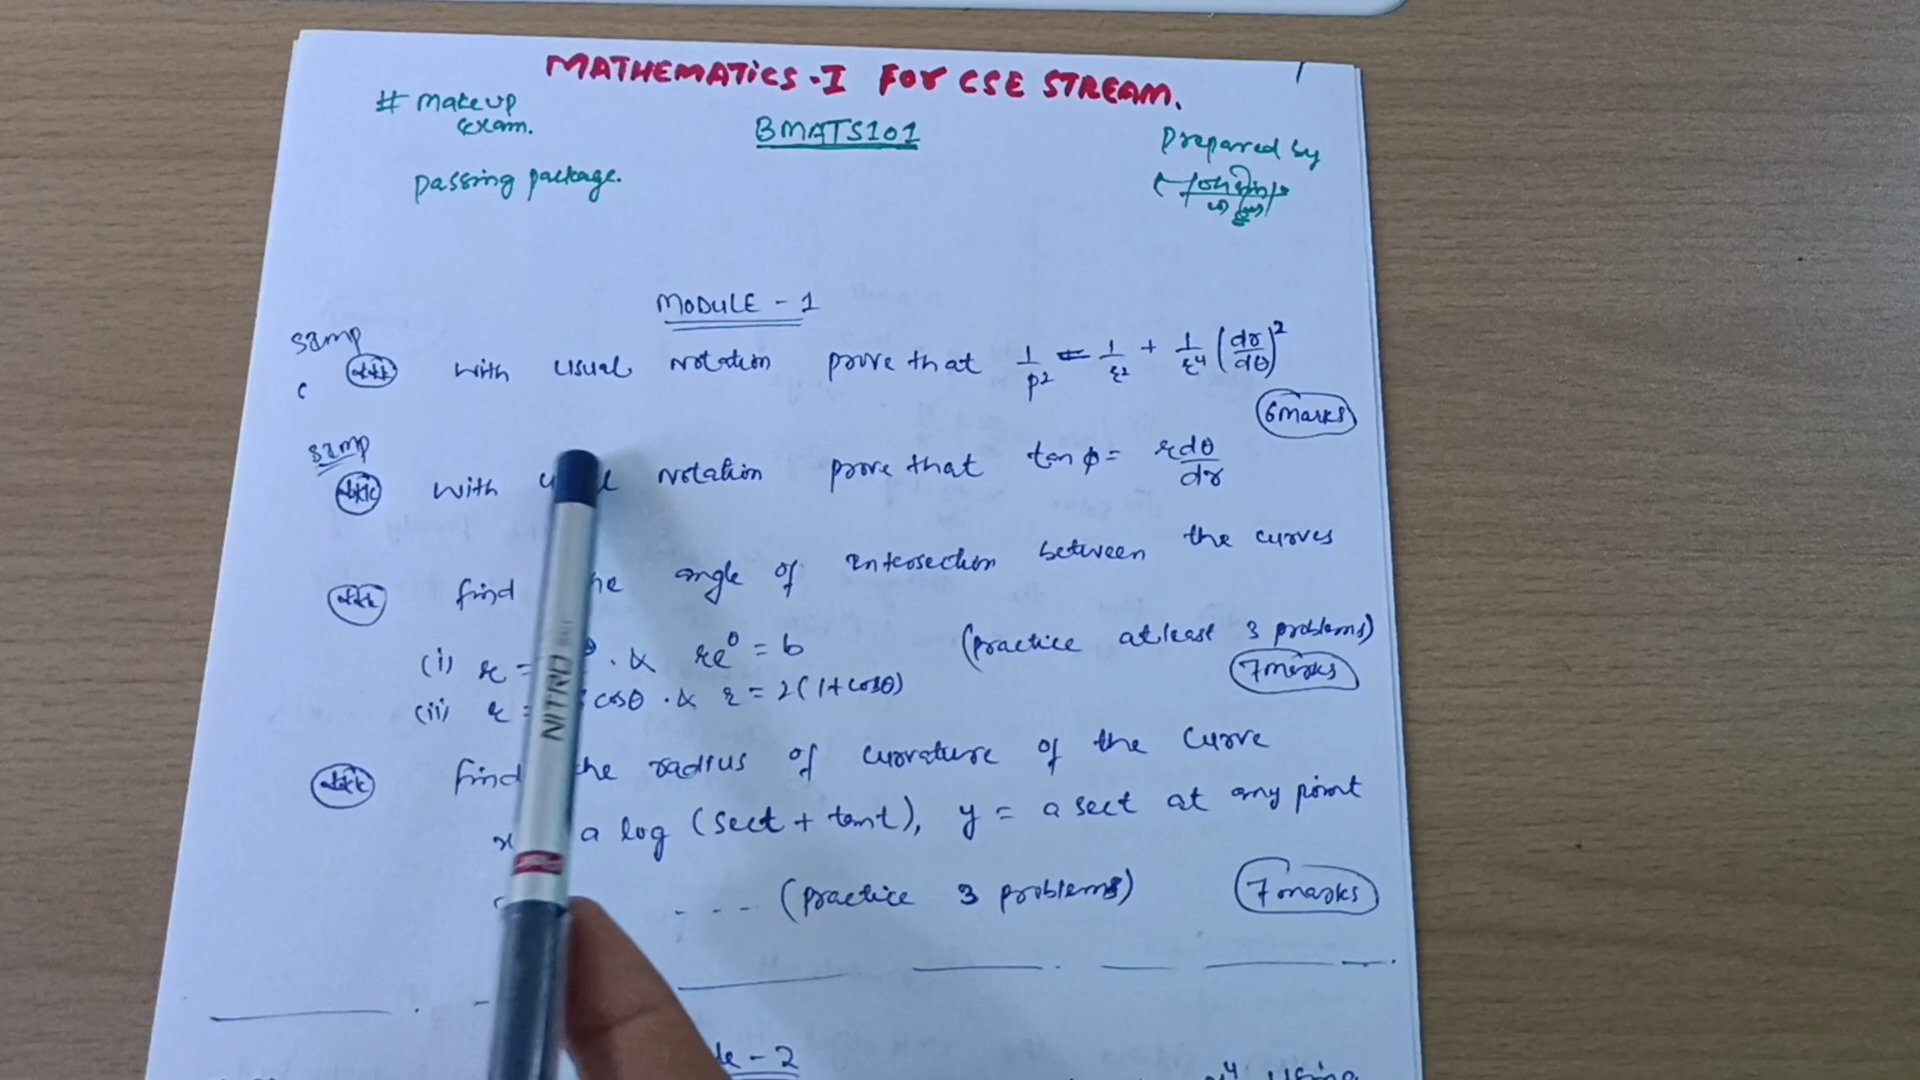 MATHEMATICS-I FOR CSE STREAM.
# makeup exam.
BMATS101
Prepared by
passing package.
MODULE - 1
simp
with usual notation prove that 1/p² = 1/r² + 1/r⁴ (dr/dθ)²
6 marks
simp
with notation prove that tan φ = r dθ/dr
find angle of intersection between the curves
(i) r = & re^θ = b (practice atleast 3 problems)
7 marks
(ii) r = cosθ & r = 2(1+cosθ)
find the radius of curvature of the curve
x a log (sect + tant), y = a sect at any point
--- (practice 3 problems)
7 marks
- 2
using
NITRO